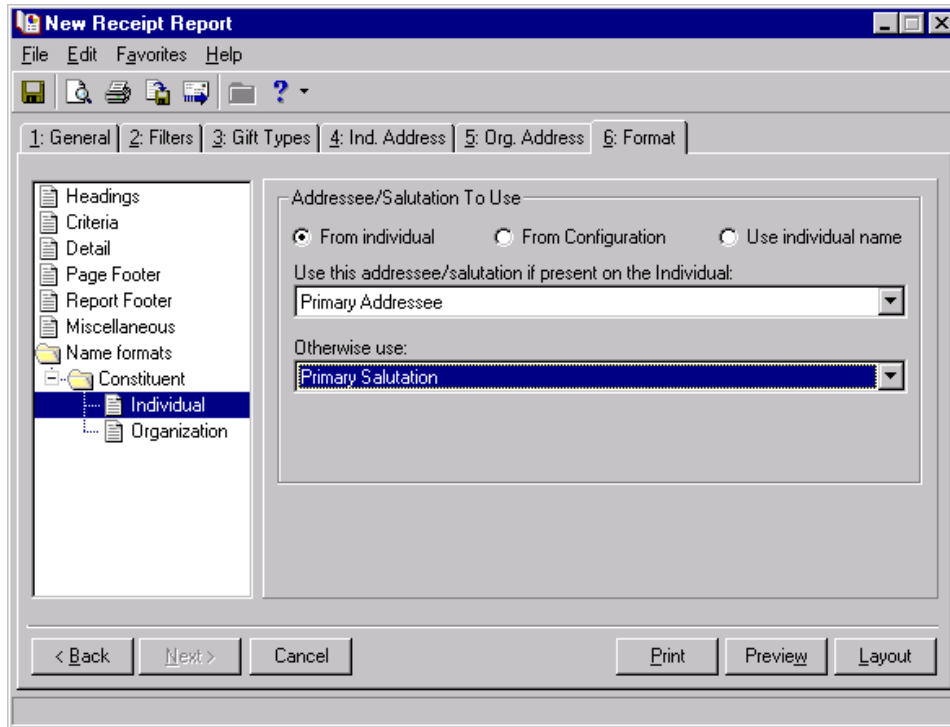 New Receipt Report
File Edit Favorites Help
?
1: General 2: Filters 3: Gift Types 4: Ind. Address 5: Org. Address 6: Format
Headings
Criteria
Detail
Page Footer
Report Footer
Miscellaneous
Name formats
Constituent
Individual
Organization
Addressee/Salutation To Use
From individual From Configuration Use individual name
Use this addressee/salutation if present on the Individual:
Primary Addressee
Otherwise use:
Primary Salutation
< Back Next > Cancel Print Preview Layout